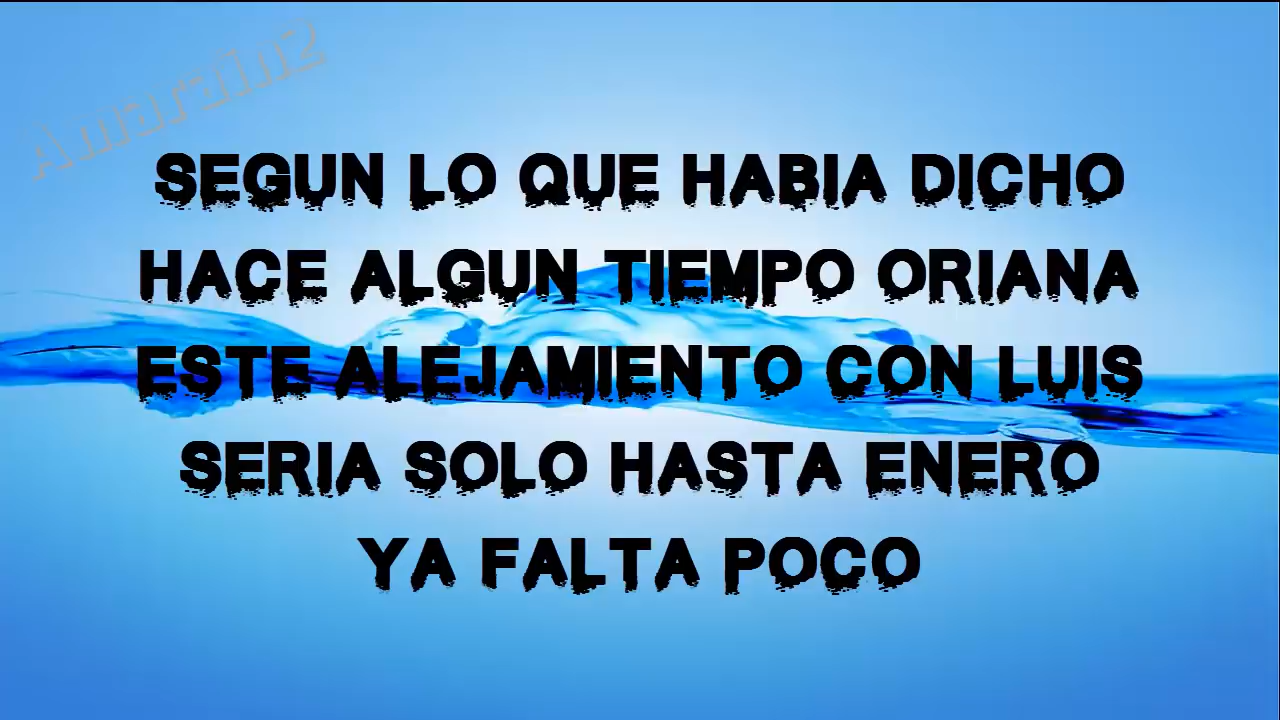 Amarain2
SEGUN LO QUE HABIA DICHO
HACE ALGUN TIEMPO ORIANA
ESTE ALEJAMIENTO CON LUIS
SERIA SOLO HASTA ENERO
YA FALTA POCO